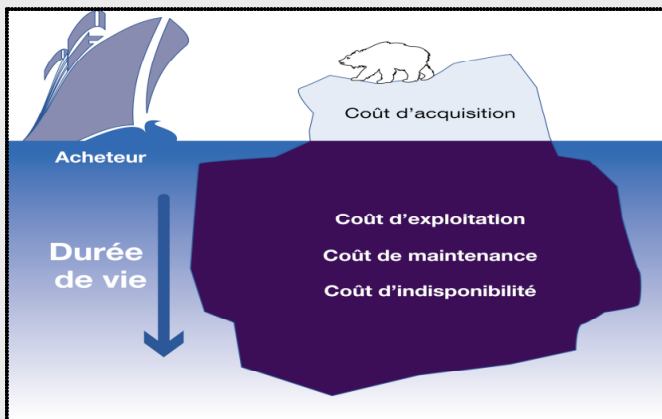 Coût d'acquisition
Acheteur
Durée
de vie
Coût d'exploitation
Coût de maintenance
Coût d'indisponibilité